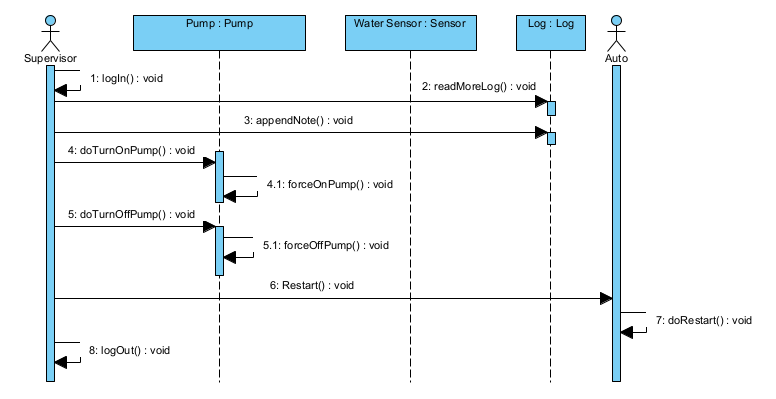 Pump : Pump
Water Sensor : Sensor
Log : Log
Supervisor
Auto
1: logIn() : void
2: readMoreLog() : void
3: appendNote() : void
4: doTurnOnPump() : void
4.1: forceOnPump() : void
5: doTurnOffPump() : void
5.1: forceOffPump() : void
6: Restart() : void
7: doRestart() : void
8: logOut() : void